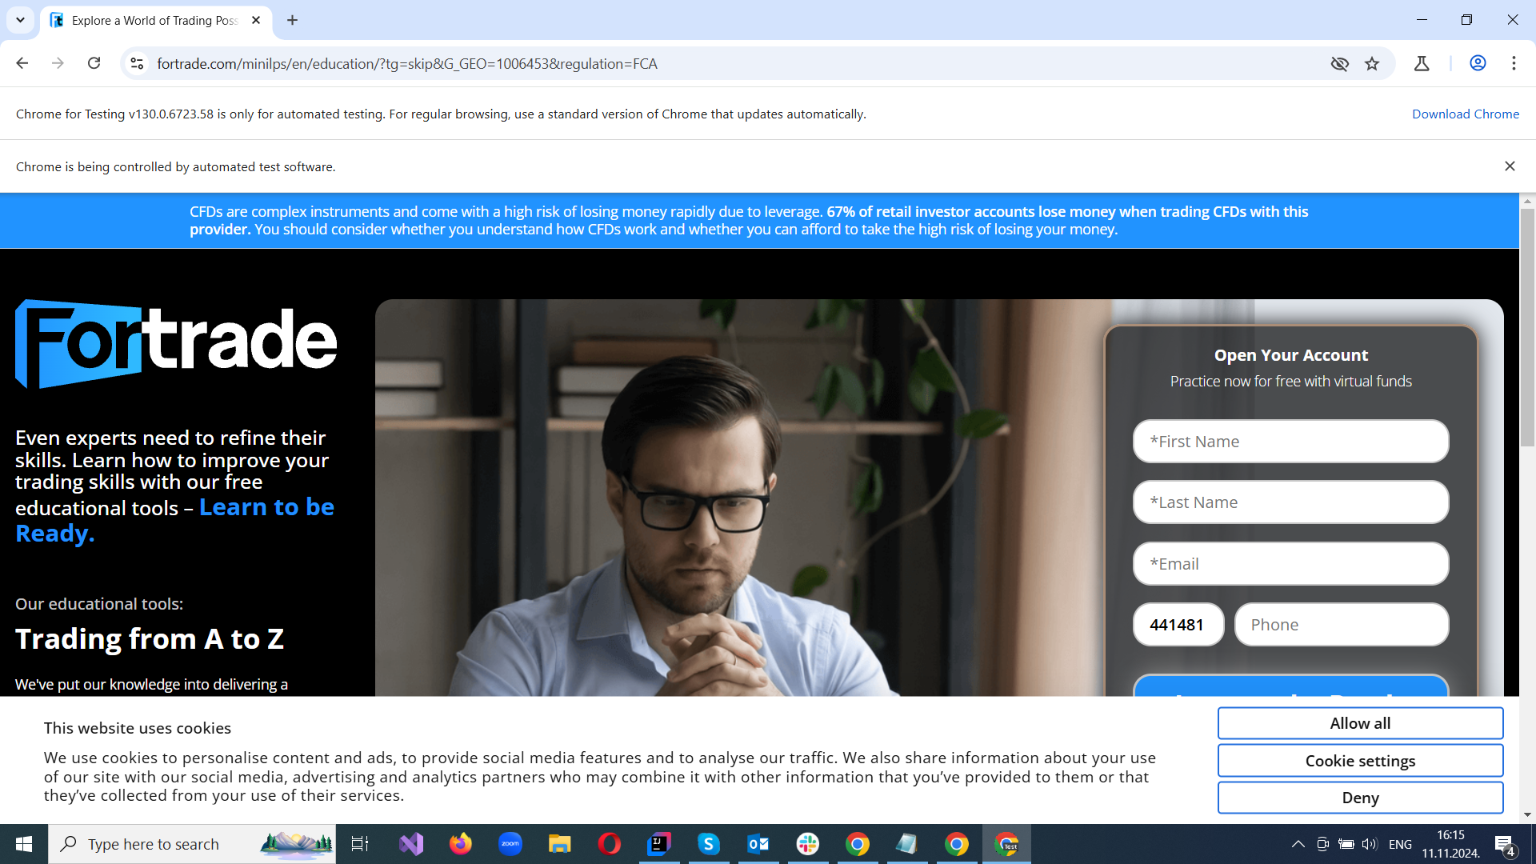 Explore a World of Trading Poss
fortrade.com/minilps/en/education/?tg=skip&G_GEO=1006453&regulation=FCA
Chrome for Testing v130.0.6723.58 is only for automated testing. For regular browsing, use a standard version of Chrome that updates automatically.
Download Chrome
Chrome is being controlled by automated test software.
CFDs are complex instruments and come with a high risk of losing money rapidly due to leverage. 67% of retail investor accounts lose money when trading CFDs with this
provider. You should consider whether you understand how CFDs work and whether you can afford to take the high risk of losing your money.
Fortrade
Even experts need to refine their
skills. Learn how to improve your
trading skills with our free
educational tools – Learn to be
Ready.
Our educational tools:
Trading from A to Z
We've put our knowledge into delivering a
Open Your Account
Practice now for free with virtual funds
*First Name
*Last Name
*Email
441481
Phone
This website uses cookies
We use cookies to personalise content and ads, to provide social media features and to analyse our traffic. We also share information about your use
of our site with our social media, advertising and analytics partners who may combine it with other information that you've provided to them or that
they've collected from your use of their services.
Allow all
Cookie settings
Deny
Type here to search
zoom
Test
ENG
16:15
11.11.2024.
4